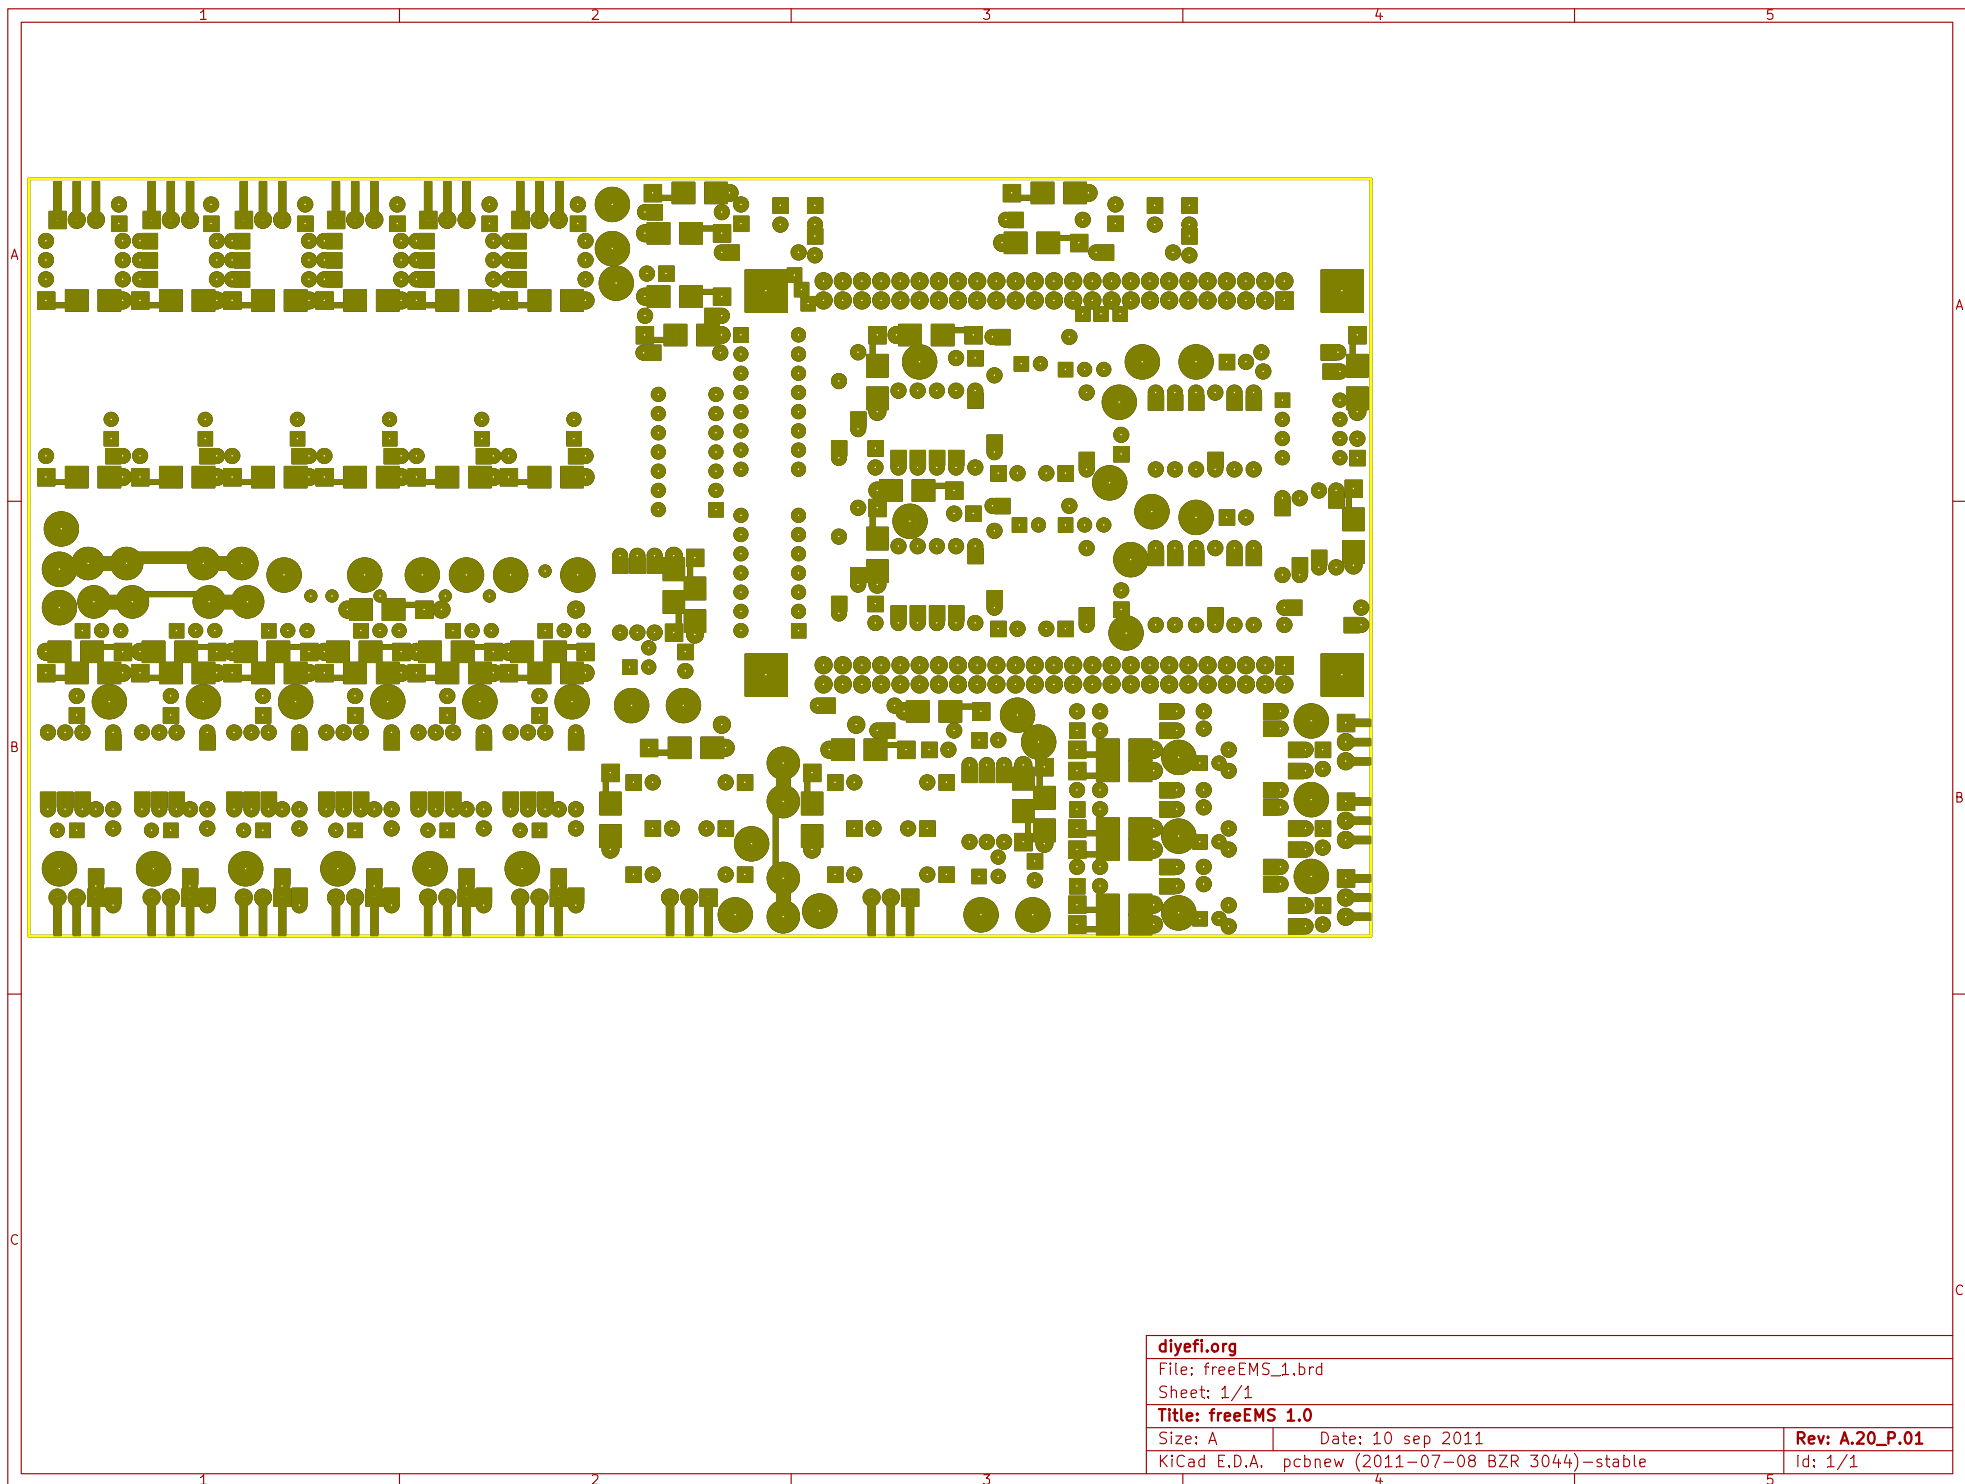 1 2 3 4 5
A
A
B
B
C
C
diyefi.org
File: freeEMS_1.brd
Sheet: 1/1
Title: freeEMS 1.0
Size: A Date: 10 sep 2011 Rev: A.20_P.01
KiCad E.D.A. pcbnew (2011-07-08 BZR 3044)-stable Id: 1/1
1 2 3 4 5